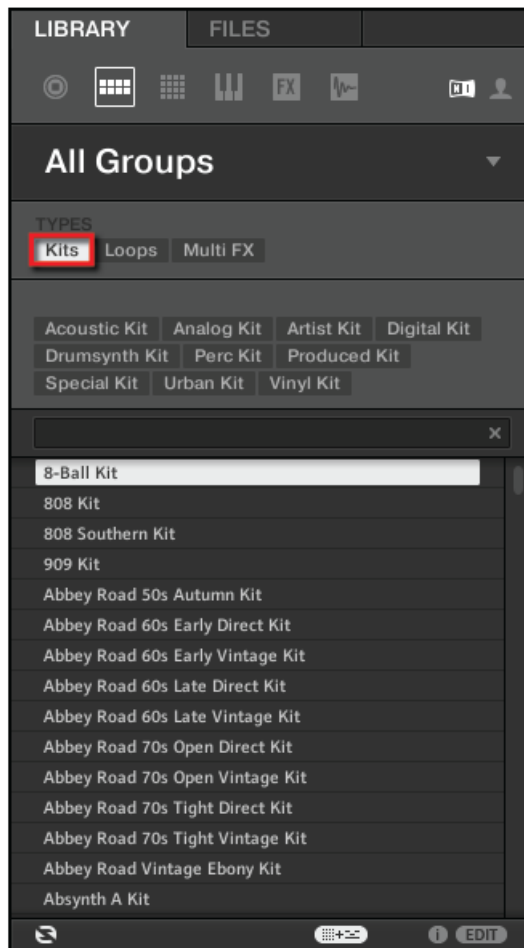 LIBRARY FILES
FX NI
All Groups
TYPES
Kits Loops Multi FX
Acoustic Kit Analog Kit Artist Kit Digital Kit
Drumsynth Kit Perc Kit Produced Kit
Special Kit Urban Kit Vinyl Kit
8-Ball Kit
808 Kit
808 Southern Kit
909 Kit
Abbey Road 50s Autumn Kit
Abbey Road 60s Early Direct Kit
Abbey Road 60s Early Vintage Kit
Abbey Road 60s Late Direct Kit
Abbey Road 60s Late Vintage Kit
Abbey Road 70s Open Direct Kit
Abbey Road 70s Open Vintage Kit
Abbey Road 70s Tight Direct Kit
Abbey Road 70s Tight Vintage Kit
Abbey Road Vintage Ebony Kit
Absynth A Kit
i EDIT